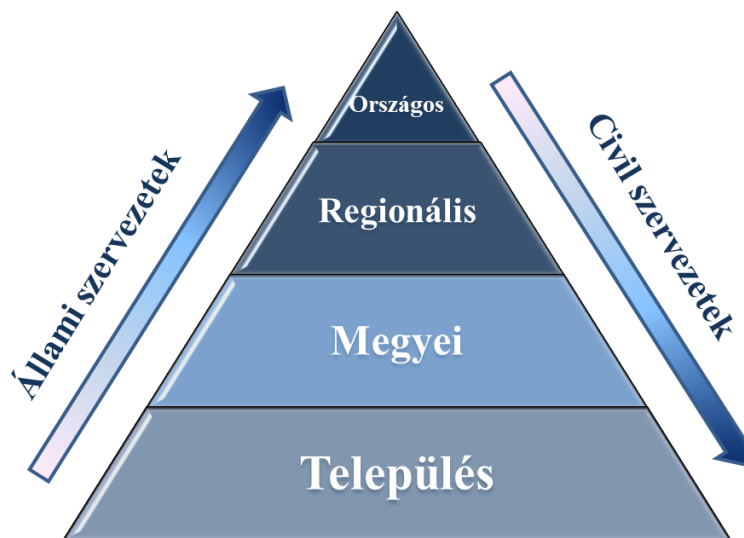 Országos
Állami szervezetek
Civil szervezetek
Regionális
Megyei
Település